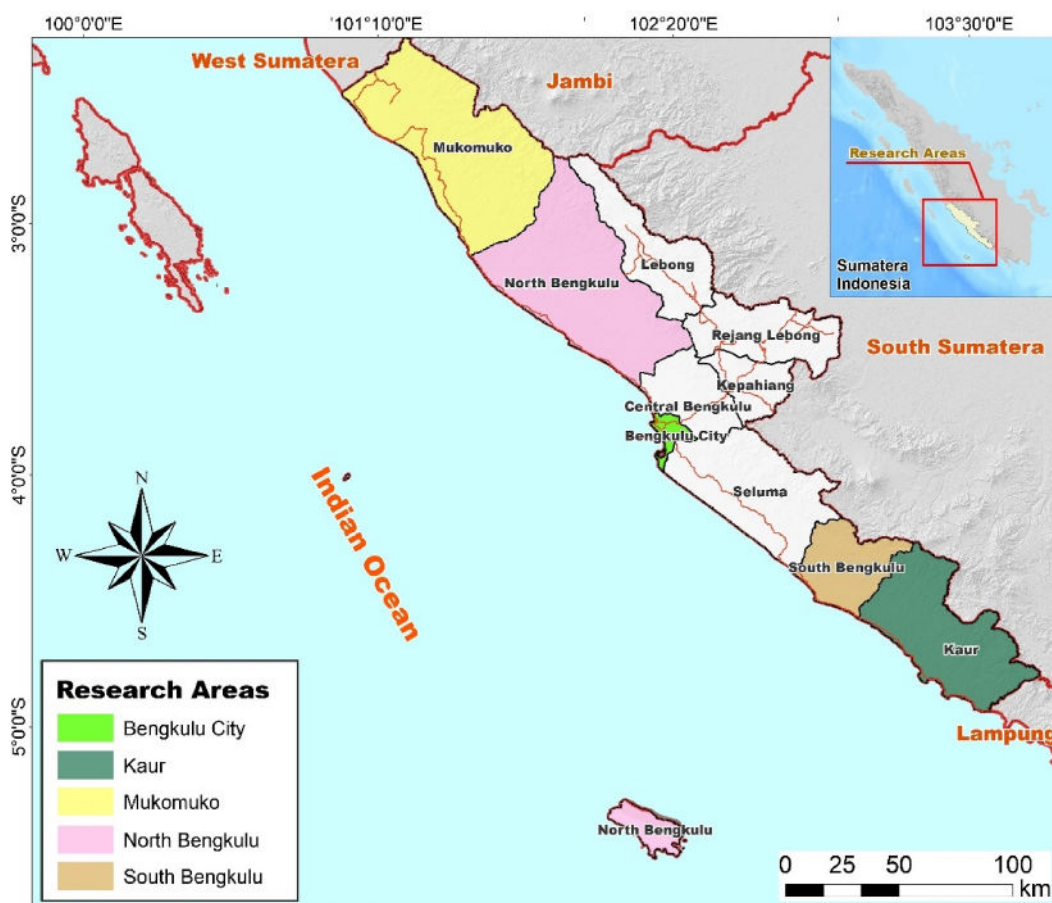 100°0'0"E
101°10'0"E
102°20'0"E
103°30'0"E
West Sumatera
Jambi
Research Areas
Mukomuko
3°0'0"S
Lebong
North Bengkulu
Sumatera
Indonesia
Rejang Lebong
South Sumatera
Kepahiang
Central Bengkulu
Bengkulu City
4°0'0"S
Indian Ocean
Seluma
N
W
E
S
South Bengkulu
Kaur
Research Areas
Bengkulu City
Kaur
Mukomuko
North Bengkulu
South Bengkulu
5°0'0"S
Lampung
North Bengkulu
0 25 50 100
km